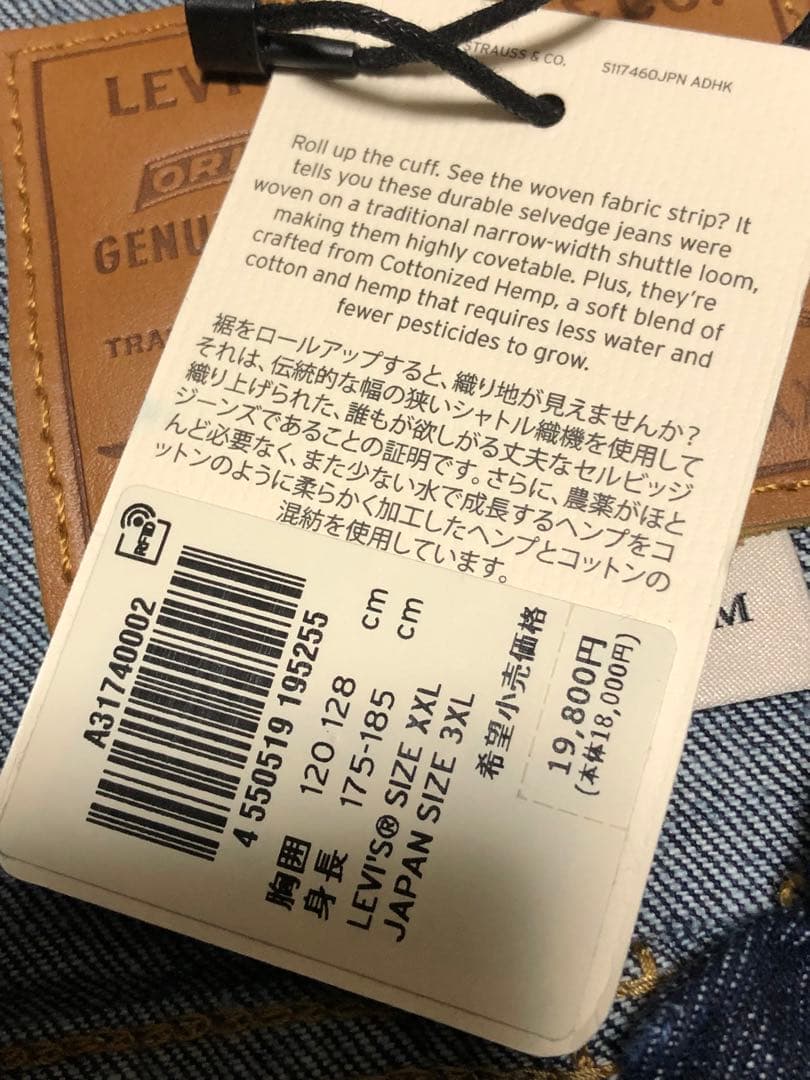 LEVI
ORI
GENU
TRA
& CO.
STRAUSS & CO.
S117460JPN ADHK
Roll up the cuff. See the woven fabric strip? It
tells you these durable selvedge jeans were
woven on a traditional narrow-width shuttle loom,
making them highly covetable. Plus, they're
crafted from Cottonized Hemp, a soft blend of
cotton and hemp that requires less water and
fewer pesticides to grow.
裾をロールアップすると、織り地が見えませんか?
それは、伝統的な幅の狭いシャトル織機を使用して
織り上げられた、誰もが欲しがる丈夫なセルビッジ
ジーンズであることの証明です。さらに、農薬がほと
んど必要なく、また少ない水で成長するヘンプをコ
ットンのように柔らかく加工したヘンプとコットンの
混紡を使用しています。
RFID
A31740002
4 550519 195255
胸囲 120 128 cm
身長 175-185 cm
LEVI'S® SIZE XXL
JAPAN SIZE 3XL
希望小売価格
19,800円
(本体18,000円)
M